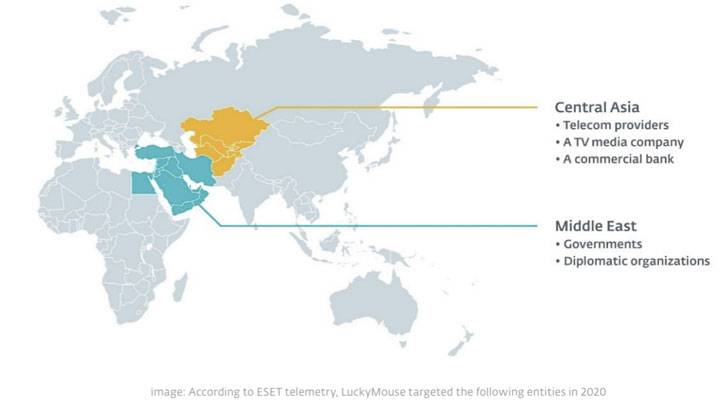 Central Asia
• Telecom providers
• A TV media company
• A commercial bank
Middle East
• Governments
• Diplomatic organizations
image: According to ESET telemetry, LuckyMouse targeted the following entities in 2020